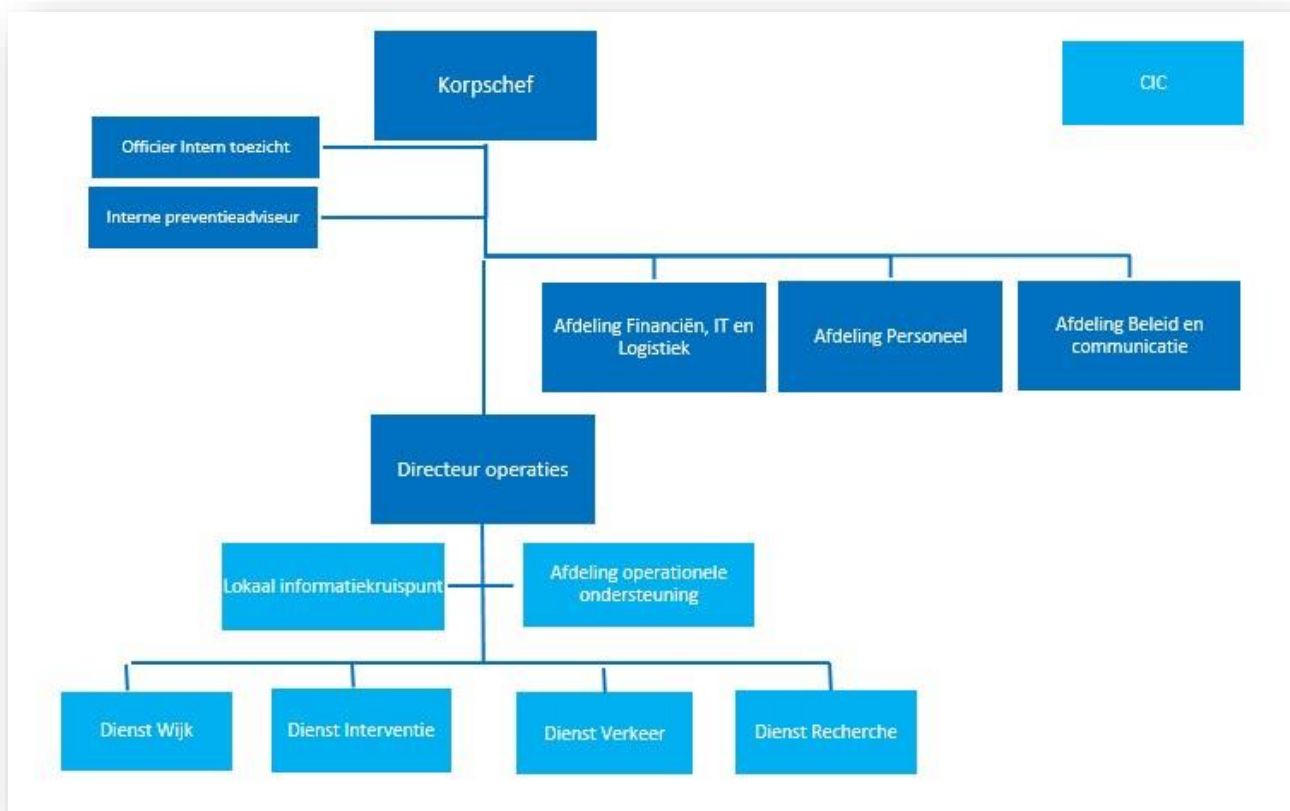 Korpschef
CIC
Officier Intern toezicht
Interne preventieadviseur
Afdeling Financiën, IT en
Logistiek
Afdeling Personeel
Afdeling Beleid en
communicatie
Directeur operaties
Lokaal informatiekruispunt
Afdeling operationele
ondersteuning
Dienst Wijk
Dienst Interventie
Dienst Verkeer
Dienst Recherche